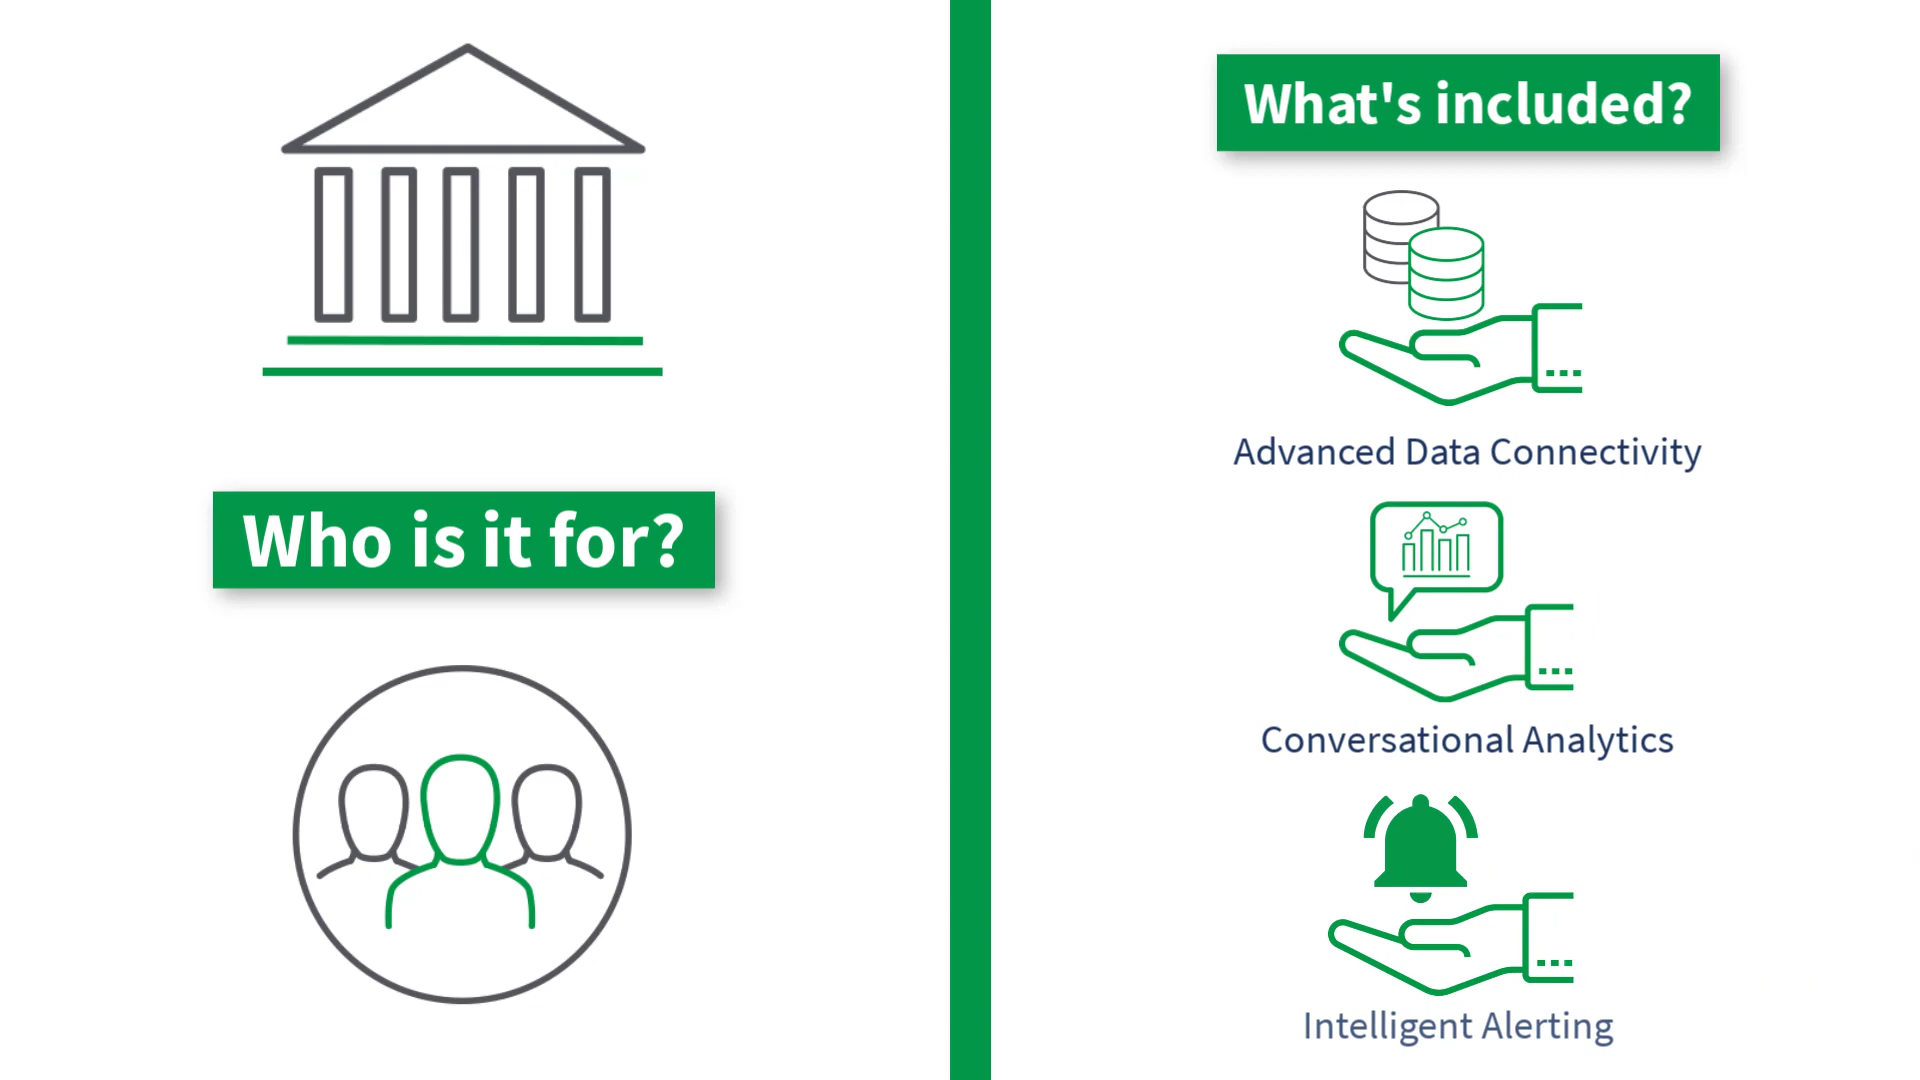 Who is it for?
What's included?
Advanced Data Connectivity
Conversational Analytics
Intelligent Alerting